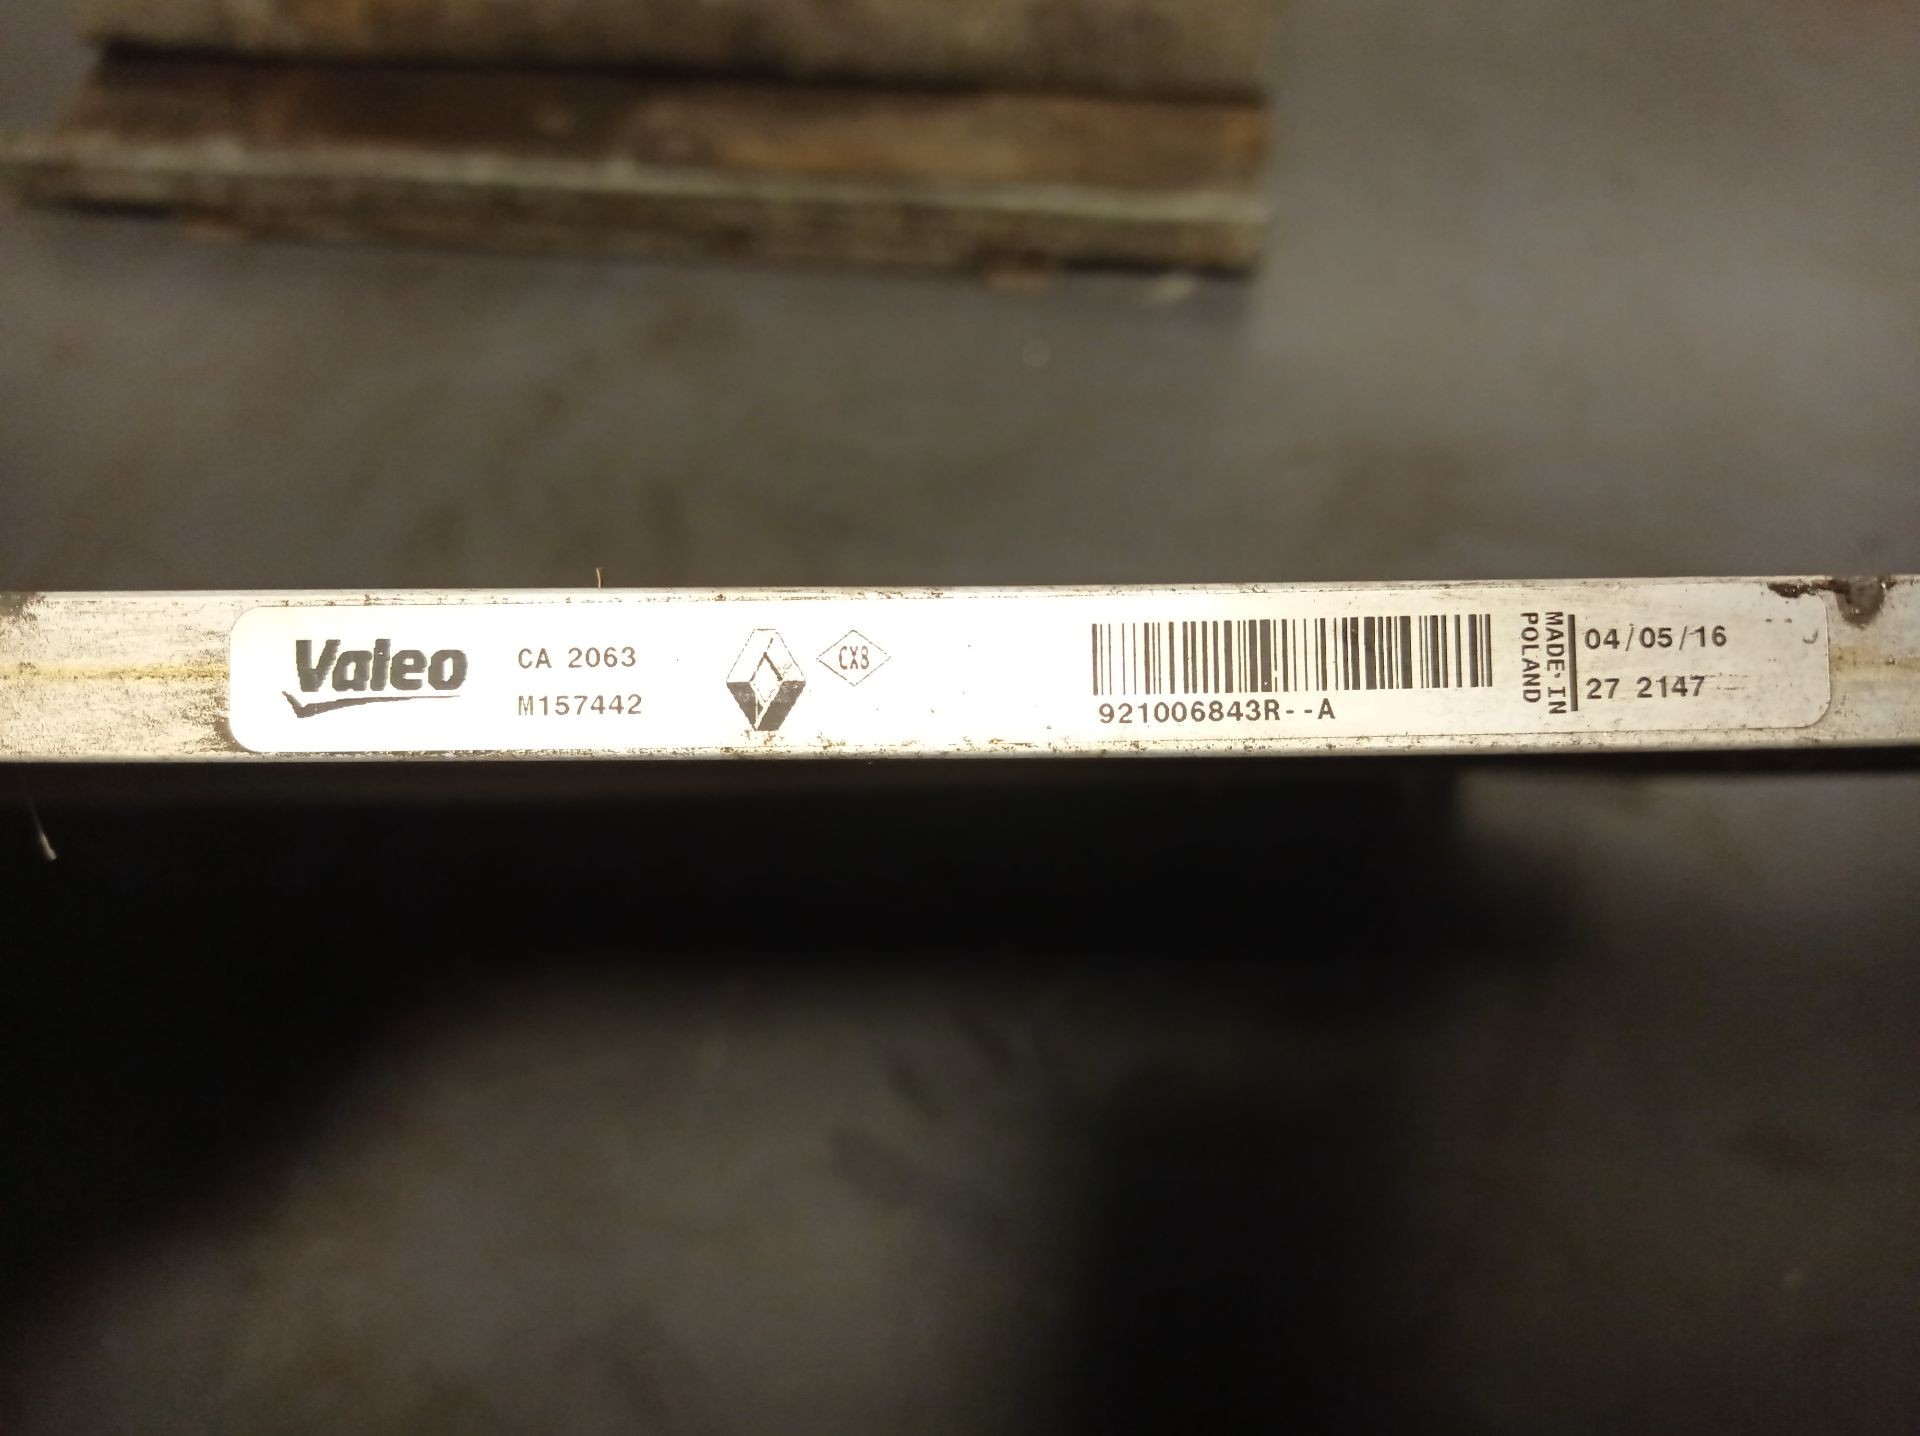 Valeo
CA 2063
M157442
CX8
921006843R--A
MADE-IN
POLAND
04/05/16
27 2147